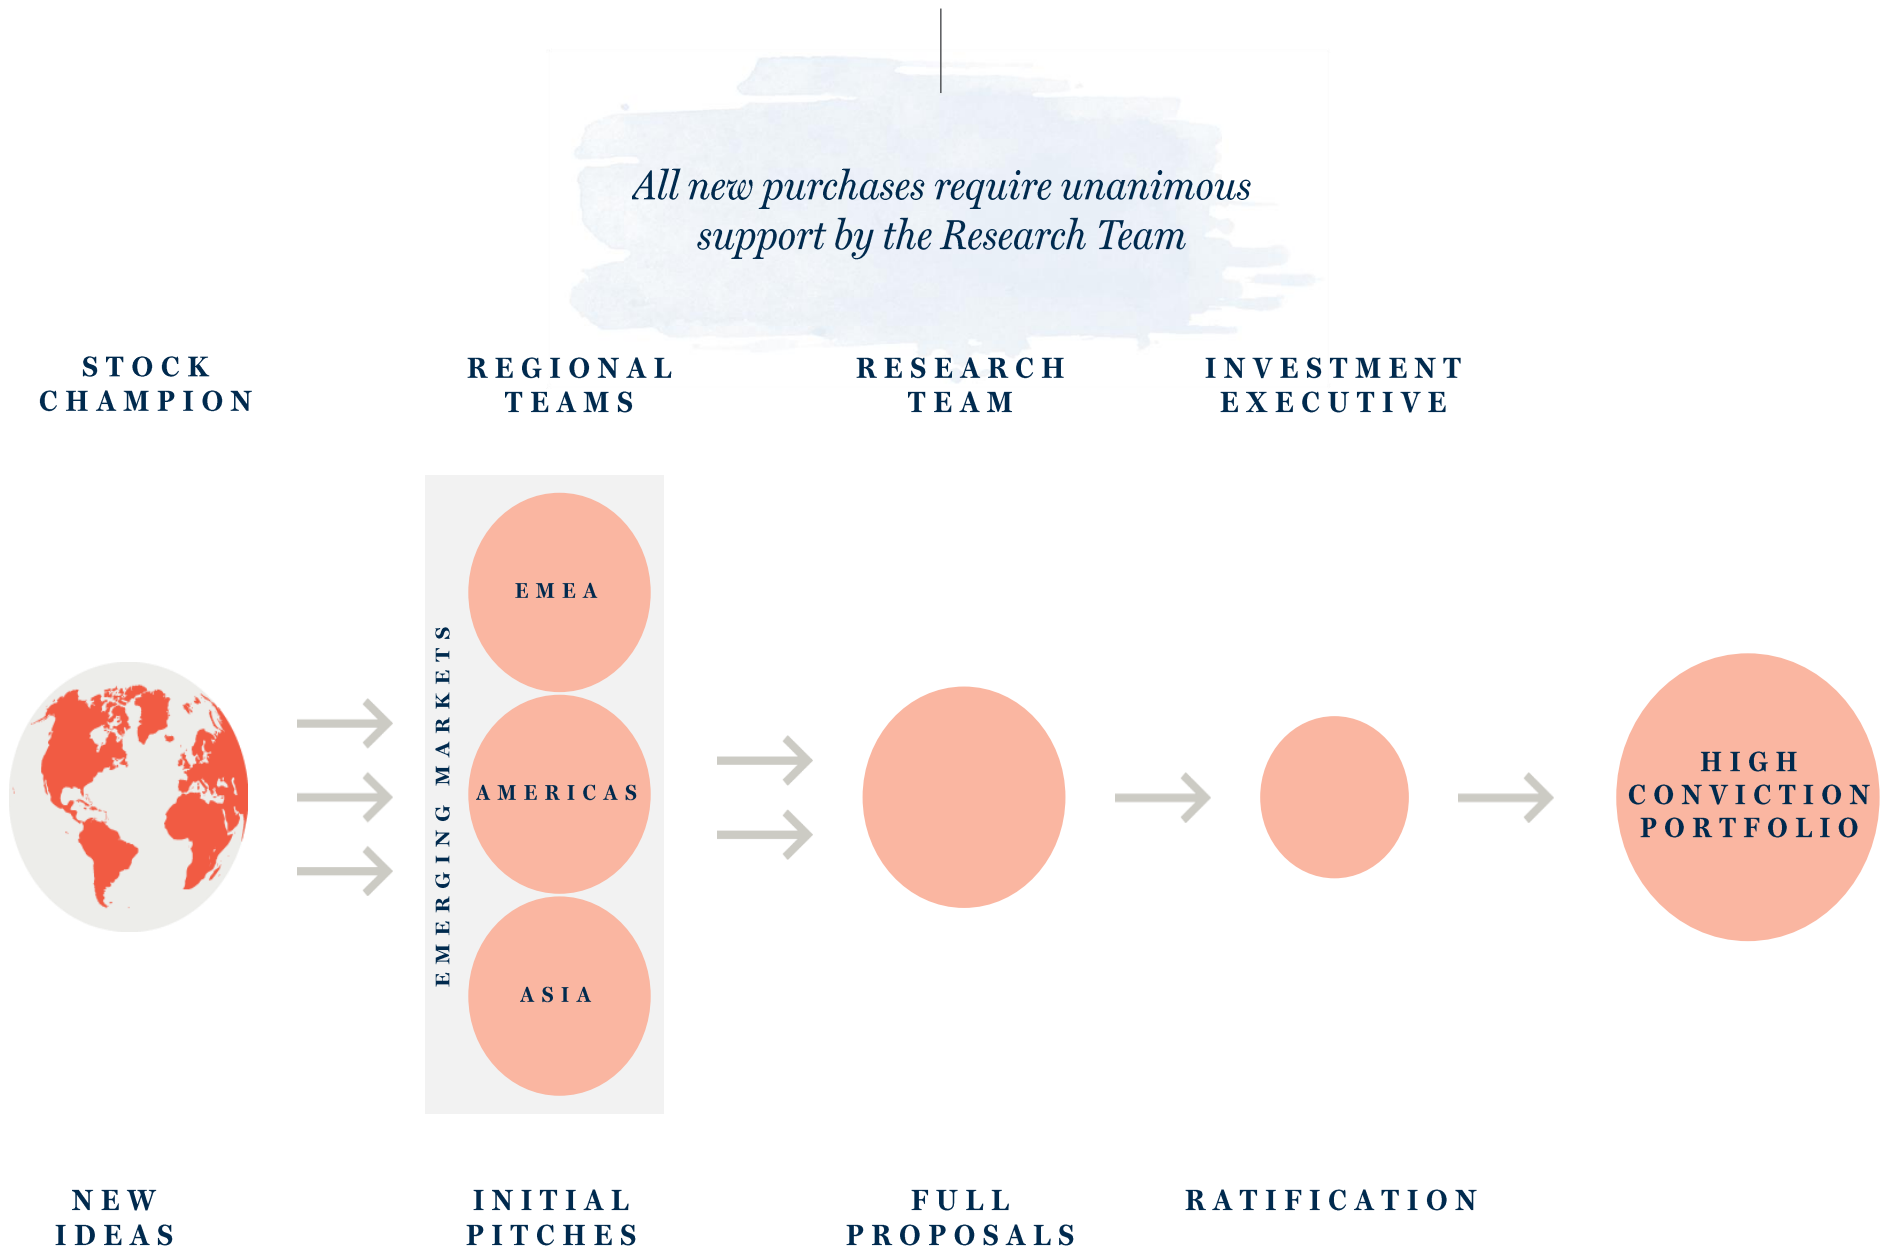 All new purchases require unanimous
support by the Research Team
STOCK
CHAMPION
REGIONAL
TEAMS
RESEARCH
TEAM
INVESTMENT
EXECUTIVE
EMERGING MARKETS
EMEA
AMERICAS
ASIA
HIGH
CONVICTION
PORTFOLIO
NEW
IDEAS
INITIAL
PITCHES
FULL
PROPOSALS
RATIFICATION